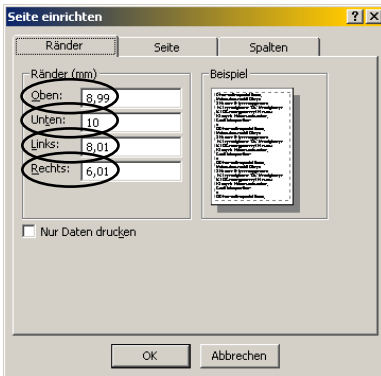 Seite einrichten
Ränder Seite Spalten
Ränder (mm)
Oben: 8,99
Unten: 10
Links: 8,01
Rechts: 6,01
Beispiel
Nur Daten drucken
OK Abbrechen